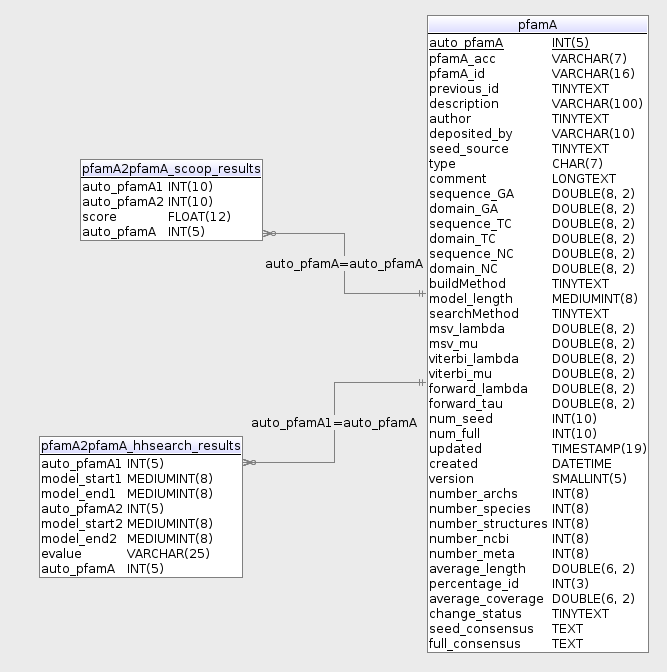 pfamA
auto_pfamA INT(5)
pfamA_acc VARCHAR(7)
pfamA_id VARCHAR(16)
previous_id TINYTEXT
description VARCHAR(100)
author TINYTEXT
deposited_by VARCHAR(10)
seed_source TINYTEXT
type CHAR(7)
comment LONGTEXT
sequence_GA DOUBLE(8, 2)
domain_GA DOUBLE(8, 2)
sequence_TC DOUBLE(8, 2)
domain_TC DOUBLE(8, 2)
sequence_NC DOUBLE(8, 2)
domain_NC DOUBLE(8, 2)
buildMethod TINYTEXT
model_length MEDIUMINT(8)
searchMethod TINYTEXT
msv_lambda DOUBLE(8, 2)
msv_mu DOUBLE(8, 2)
viterbi_lambda DOUBLE(8, 2)
viterbi_mu DOUBLE(8, 2)
forward_lambda DOUBLE(8, 2)
forward_tau DOUBLE(8, 2)
num_seed INT(10)
num_full INT(10)
updated TIMESTAMP(19)
created DATETIME
version SMALLINT(5)
number_archs INT(8)
number_species INT(8)
number_structures INT(8)
number_ncbi INT(8)
number_meta INT(8)
average_length DOUBLE(6, 2)
percentage_id INT(3)
average_coverage DOUBLE(6, 2)
change_status TINYTEXT
seed_consensus TEXT
full_consensus TEXT
pfamA2pfamA_scoop_results
auto_pfamA1 INT(10)
auto_pfamA2 INT(10)
score FLOAT(12)
auto_pfamA INT(5)
auto_pfamA=auto_pfamA
auto_pfamA1=auto_pfamA
pfamA2pfamA_hhsearch_results
auto_pfamA1 INT(5)
model_start1 MEDIUMINT(8)
model_end1 MEDIUMINT(8)
auto_pfamA2 INT(5)
model_start2 MEDIUMINT(8)
model_end2 MEDIUMINT(8)
evalue VARCHAR(25)
auto_pfamA INT(5)